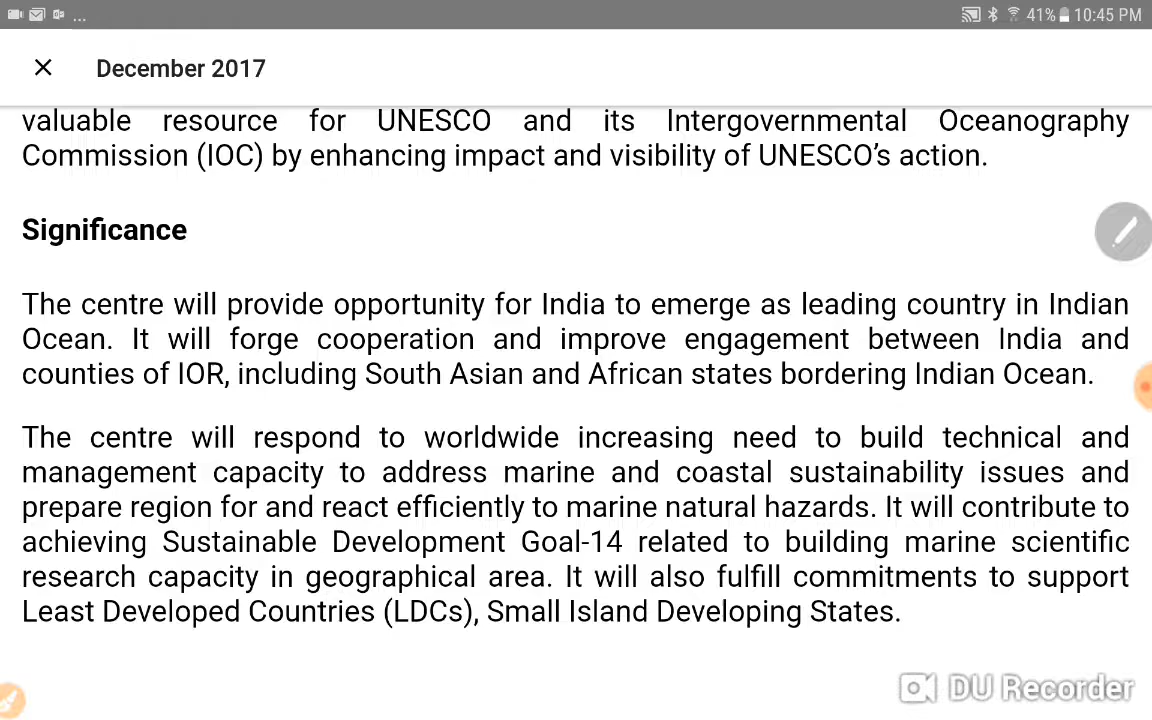 ... 41% 10:45 PM
December 2017
valuable resource for UNESCO and its Intergovernmental Oceanography
Commission (IOC) by enhancing impact and visibility of UNESCO's action.
Significance
The centre will provide opportunity for India to emerge as leading country in Indian
Ocean. It will forge cooperation and improve engagement between India and
counties of IOR, including South Asian and African states bordering Indian Ocean.
The centre will respond to worldwide increasing need to build technical and
management capacity to address marine and coastal sustainability issues and
prepare region for and react efficiently to marine natural hazards. It will contribute to
achieving Sustainable Development Goal-14 related to building marine scientific
research capacity in geographical area. It will also fulfill commitments to support
Least Developed Countries (LDCs), Small Island Developing States.
DU Recorder